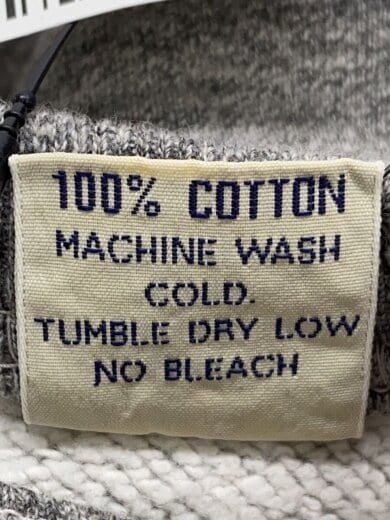 100% COTTON
MACHINE WASH
COLD.
TUMBLE DRY LOW
NO BLEACH